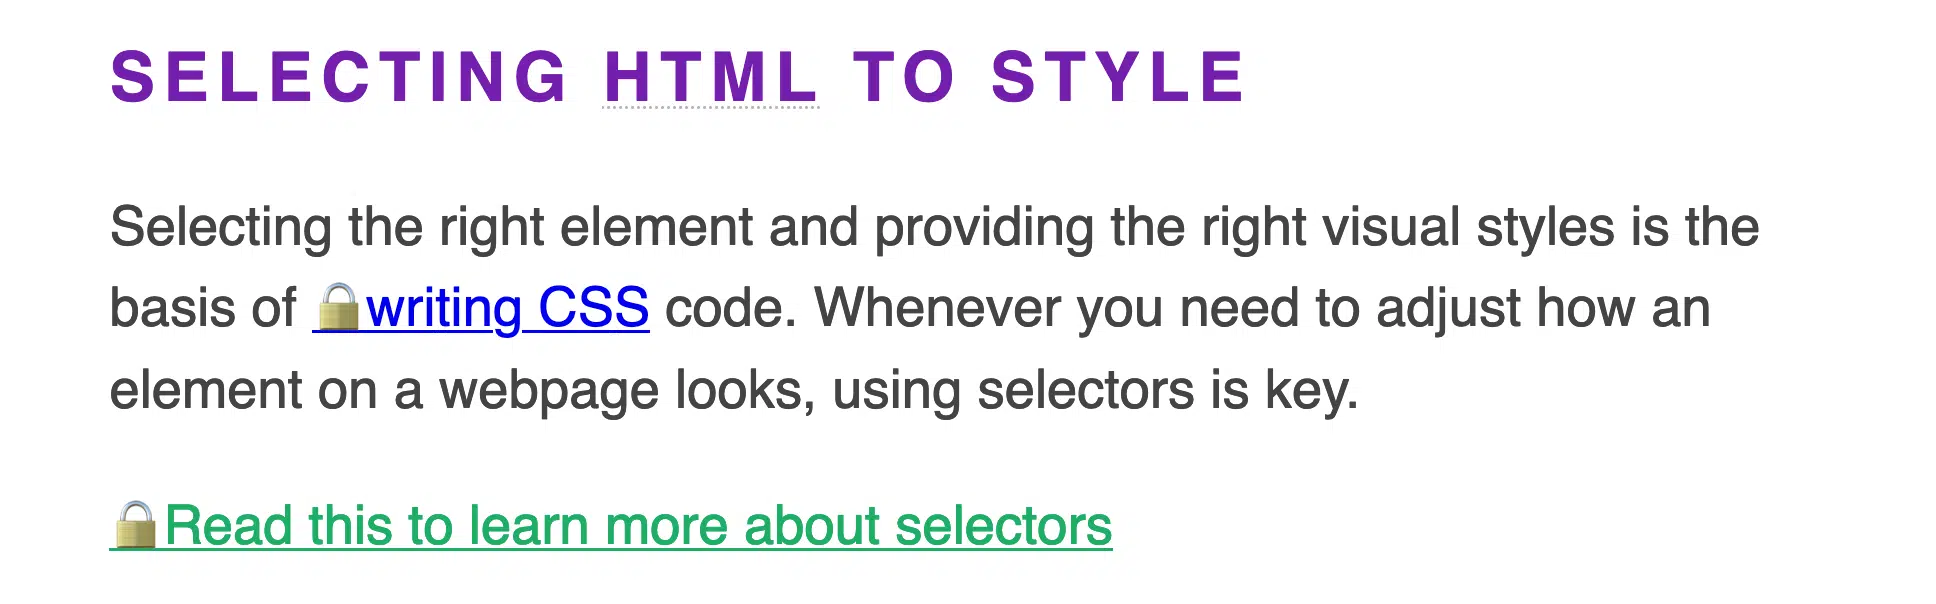 SELECTING HTML TO STYLE
Selecting the right element and providing the right visual styles is the
basis of 🔒writing CSS code. Whenever you need to adjust how an
element on a webpage looks, using selectors is key.
🔒Read this to learn more about selectors